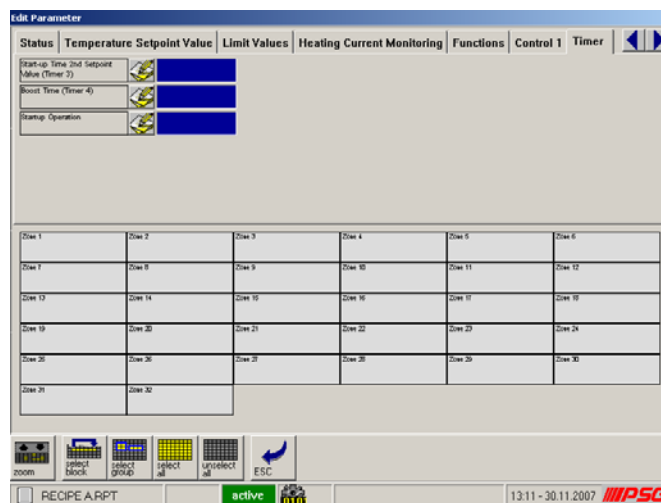 Edit Parameter
Status Temperature Setpoint Value Limit Values Heating Current Monitoring Functions Control 1 Timer
Start-up Time 2nd Setpoint
Value (Timer 3)
Boost Time (Timer 4)
Startup Operation
Zone 1 Zone 2 Zone 3 Zone 4 Zone 5 Zone 6
Zone 7 Zone 8 Zone 9 Zone 10 Zone 11 Zone 12
Zone 13 Zone 14 Zone 15 Zone 16 Zone 17 Zone 18
Zone 19 Zone 20 Zone 21 Zone 22 Zone 23 Zone 24
Zone 25 Zone 26 Zone 27 Zone 28 Zone 29 Zone 30
Zone 31 Zone 32
zoom select block select group select all unselect all ESC
RECIPE A.RPT active 0101 13:11 - 30.11.2007 PSG